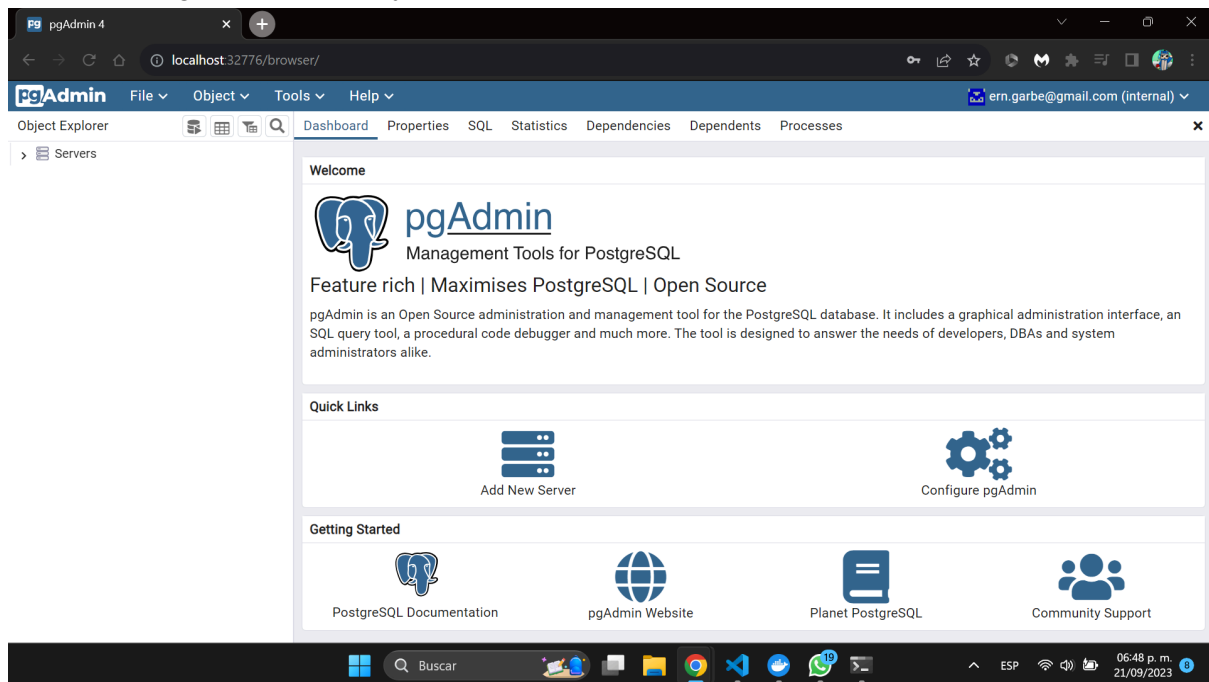 pgAdmin 4
localhost:32776/browser/
pgAdmin File Object Tools Help ern.garbe@gmail.com (internal)
Object Explorer Dashboard Properties SQL Statistics Dependencies Dependents Processes
Servers
Welcome
pgAdmin
Management Tools for PostgreSQL
Feature rich | Maximises PostgreSQL | Open Source
pgAdmin is an Open Source administration and management tool for the PostgreSQL database. It includes a graphical administration interface, an
SQL query tool, a procedural code debugger and much more. The tool is designed to answer the needs of developers, DBAs and system
administrators alike.
Quick Links
Add New Server Configure pgAdmin
Getting Started
PostgreSQL Documentation pgAdmin Website Planet PostgreSQL Community Support
Buscar 19 ESP 06:48 p. m.
21/09/2023 8